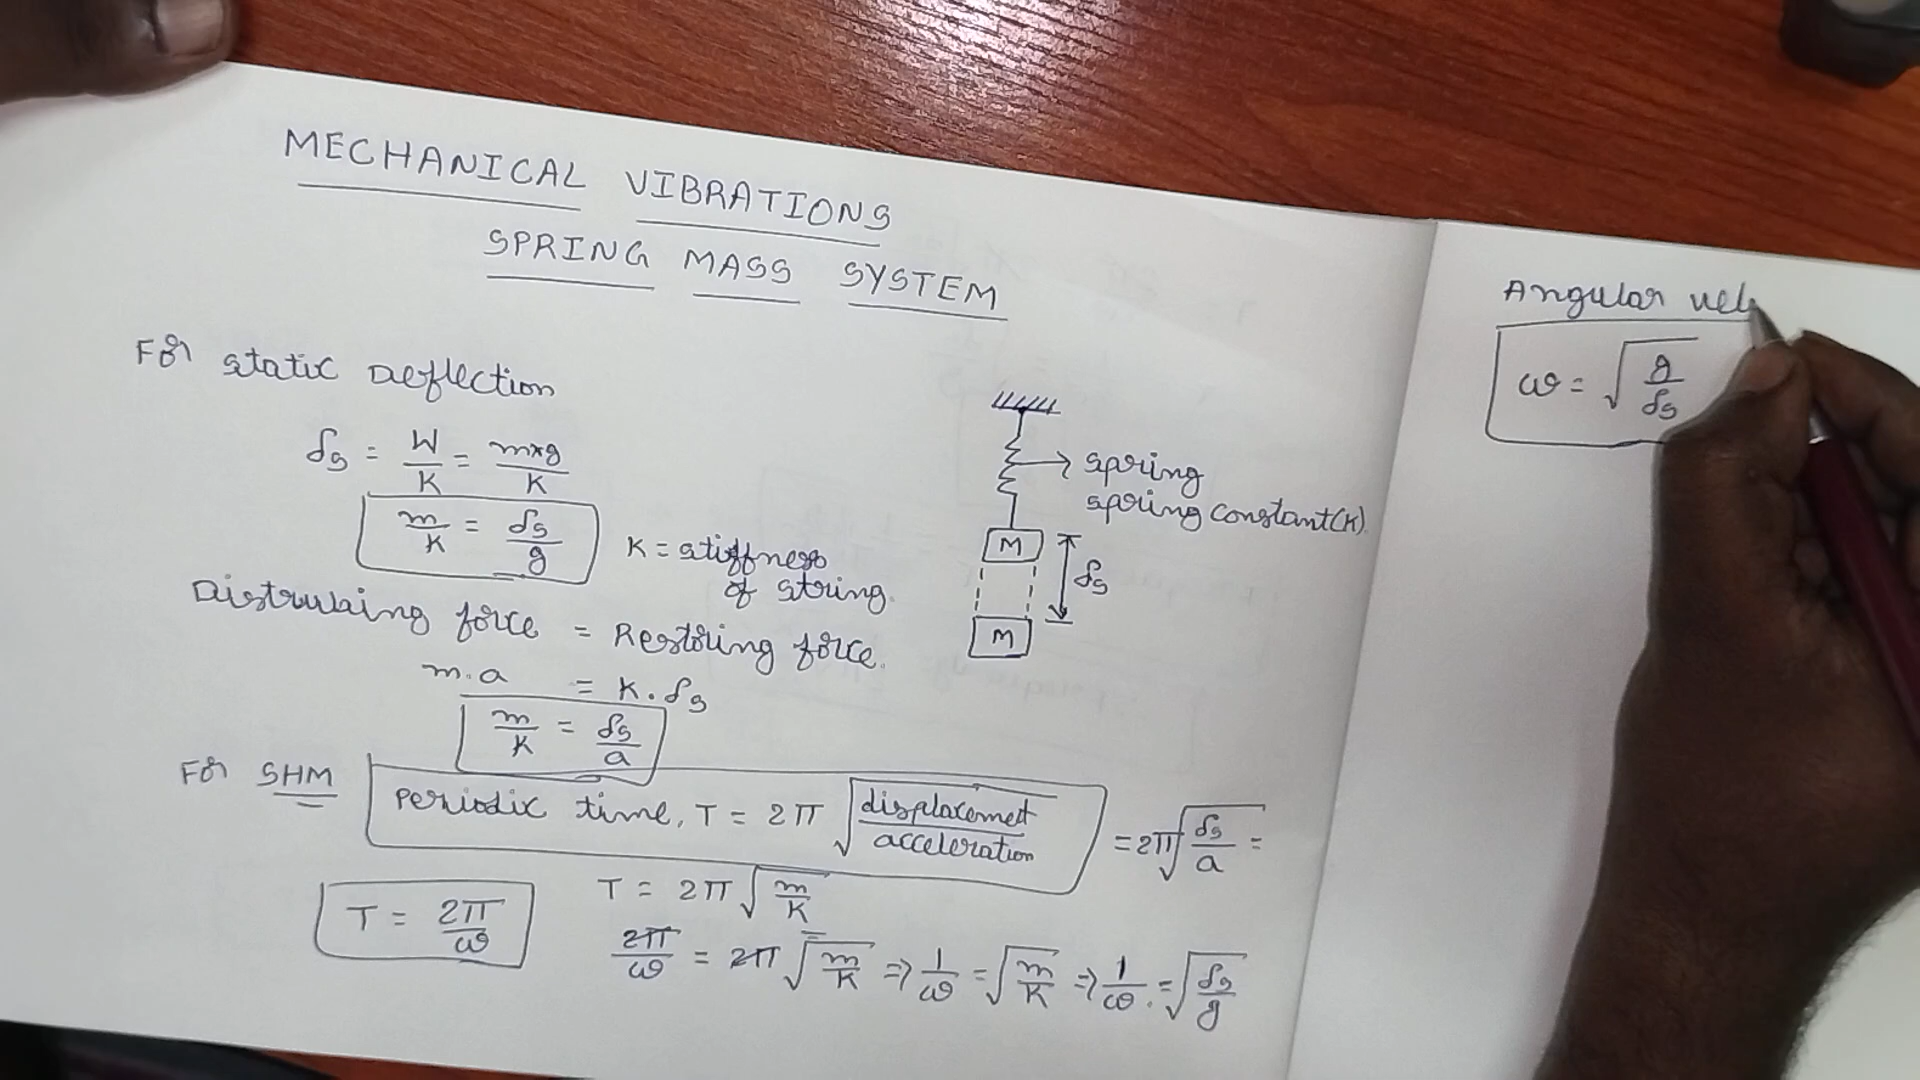 MECHANICAL VIBRATIONS
SPRING MASS SYSTEM
For static Deflection
δs = W/K = m×g/K
m/K = δs/g
K = stiffness
of string.
Distrubing force = Restoring force.
m.a = K.δs
m/K = δs/a
For SHM
Periodic time, T = 2π √(displacement/acceleration) = 2π√(δs/a) =
T = 2π/ω
T = 2π√(m/K)
2π/ω = 2π√(m/K) => 1/ω = √(m/K) => 1/ω. = √(δs/g)
spring
spring constant(K).
M
δs
M
Angular vel
ω = √(g/δs)